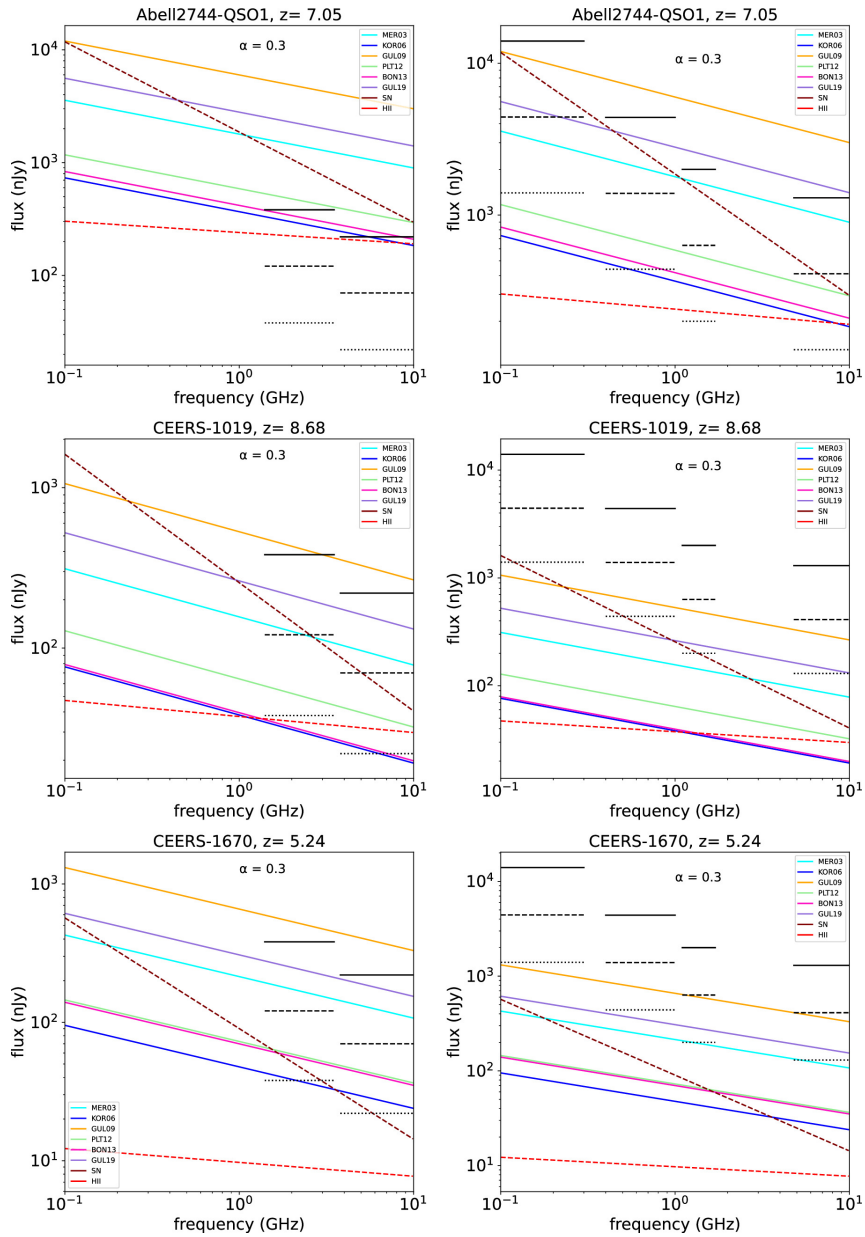 Abell2744-QSO1, z= 7.05
α = 0.3
MER03
KOR06
GUL09
PLT12
BON13
GUL19
SN
HII
10⁴
10³
10²
flux (nJy)
10⁻¹
10⁰
10¹
frequency (GHz)
Abell2744-QSO1, z= 7.05
α = 0.3
MER03
KOR06
GUL09
PLT12
BON13
GUL19
SN
HII
10⁴
10³
flux (nJy)
10⁻¹
10⁰
10¹
frequency (GHz)
CEERS-1019, z= 8.68
α = 0.3
MER03
KOR06
GUL09
PLT12
BON13
GUL19
SN
HII
10³
10²
flux (nJy)
10⁻¹
10⁰
10¹
frequency (GHz)
CEERS-1019, z= 8.68
α = 0.3
MER03
KOR06
GUL09
PLT12
BON13
GUL19
SN
HII
10⁴
10³
10²
flux (nJy)
10⁻¹
10⁰
10¹
frequency (GHz)
CEERS-1670, z= 5.24
α = 0.3
10³
10²
10¹
flux (nJy)
MER03
KOR06
GUL09
PLT12
BON13
GUL19
SN
HII
10⁻¹
10⁰
10¹
frequency (GHz)
CEERS-1670, z= 5.24
α = 0.3
MER03
KOR06
GUL09
PLT12
BON13
GUL19
SN
HII
10⁴
10³
10²
10¹
flux (nJy)
10⁻¹
10⁰
10¹
frequency (GHz)